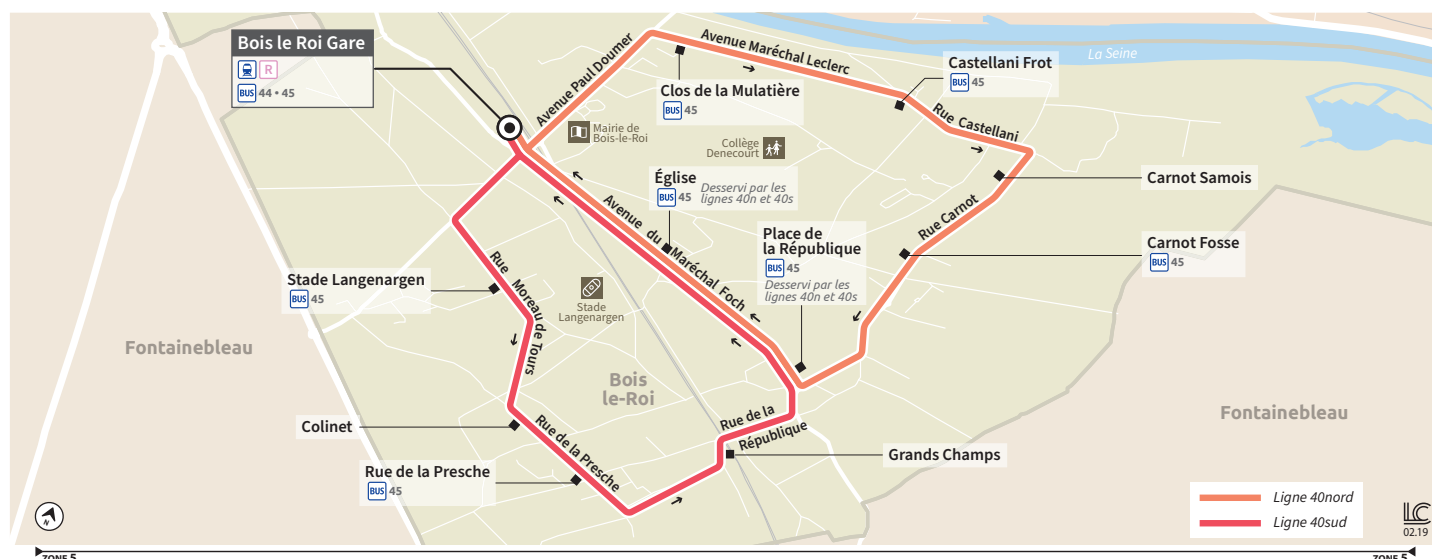 Bois le Roi Gare
R
BUS 44 • 45
Avenue Paul Doumer
Avenue Maréchal Leclerc
La Seine
Clos de la Mulatière
BUS 45
Castellani Frot
BUS 45
Rue Castellani
Mairie de
Bois-le-Roi
Collège
Denecourt
Église
BUS 45 Desservi par les
lignes 40n et 40s
Carnot Samois
Rue Carnot
Avenue du Maréchal Foch
Place de
la République
BUS 45
Desservi par les
lignes 40n et 40s
Carnot Fosse
BUS 45
Stade Langenargen
BUS 45
Rue Moreau de Tours
Stade
Langenargen
Fontainebleau
Bois
le-Roi
Fontainebleau
Colinet
Rue de la Presche
Rue de la
République
Grands Champs
Rue de la Presche
BUS 45
Ligne 40nord
Ligne 40sud
N
LC
02.19
ZONE 5
ZONE 5